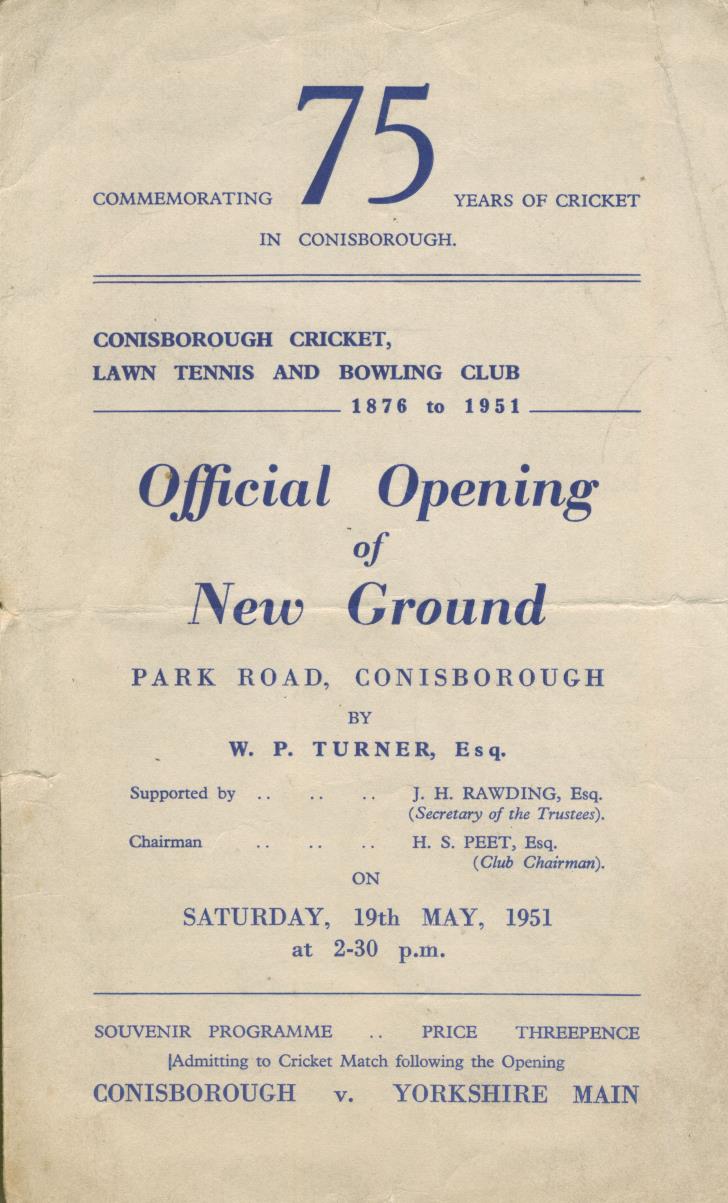 COMMEMORATING 75 YEARS OF CRICKET
IN CONISBOROUGH.
CONISBOROUGH CRICKET,
LAWN TENNIS AND BOWLING CLUB
1876 to 1951
Official Opening
of
New Ground
PARK ROAD, CONISBOROUGH
BY
W. P. TURNER, Esq.
Supported by .. .. .. J. H. RAWDING, Esq.
(Secretary of the Trustees).
Chairman .. .. .. H. S. PEET, Esq.
(Club Chairman).
ON
SATURDAY, 19th MAY, 1951
at 2-30 p.m.
SOUVENIR PROGRAMME .. PRICE THREEPENCE
Admitting to Cricket Match following the Opening
CONISBOROUGH v. YORKSHIRE MAIN